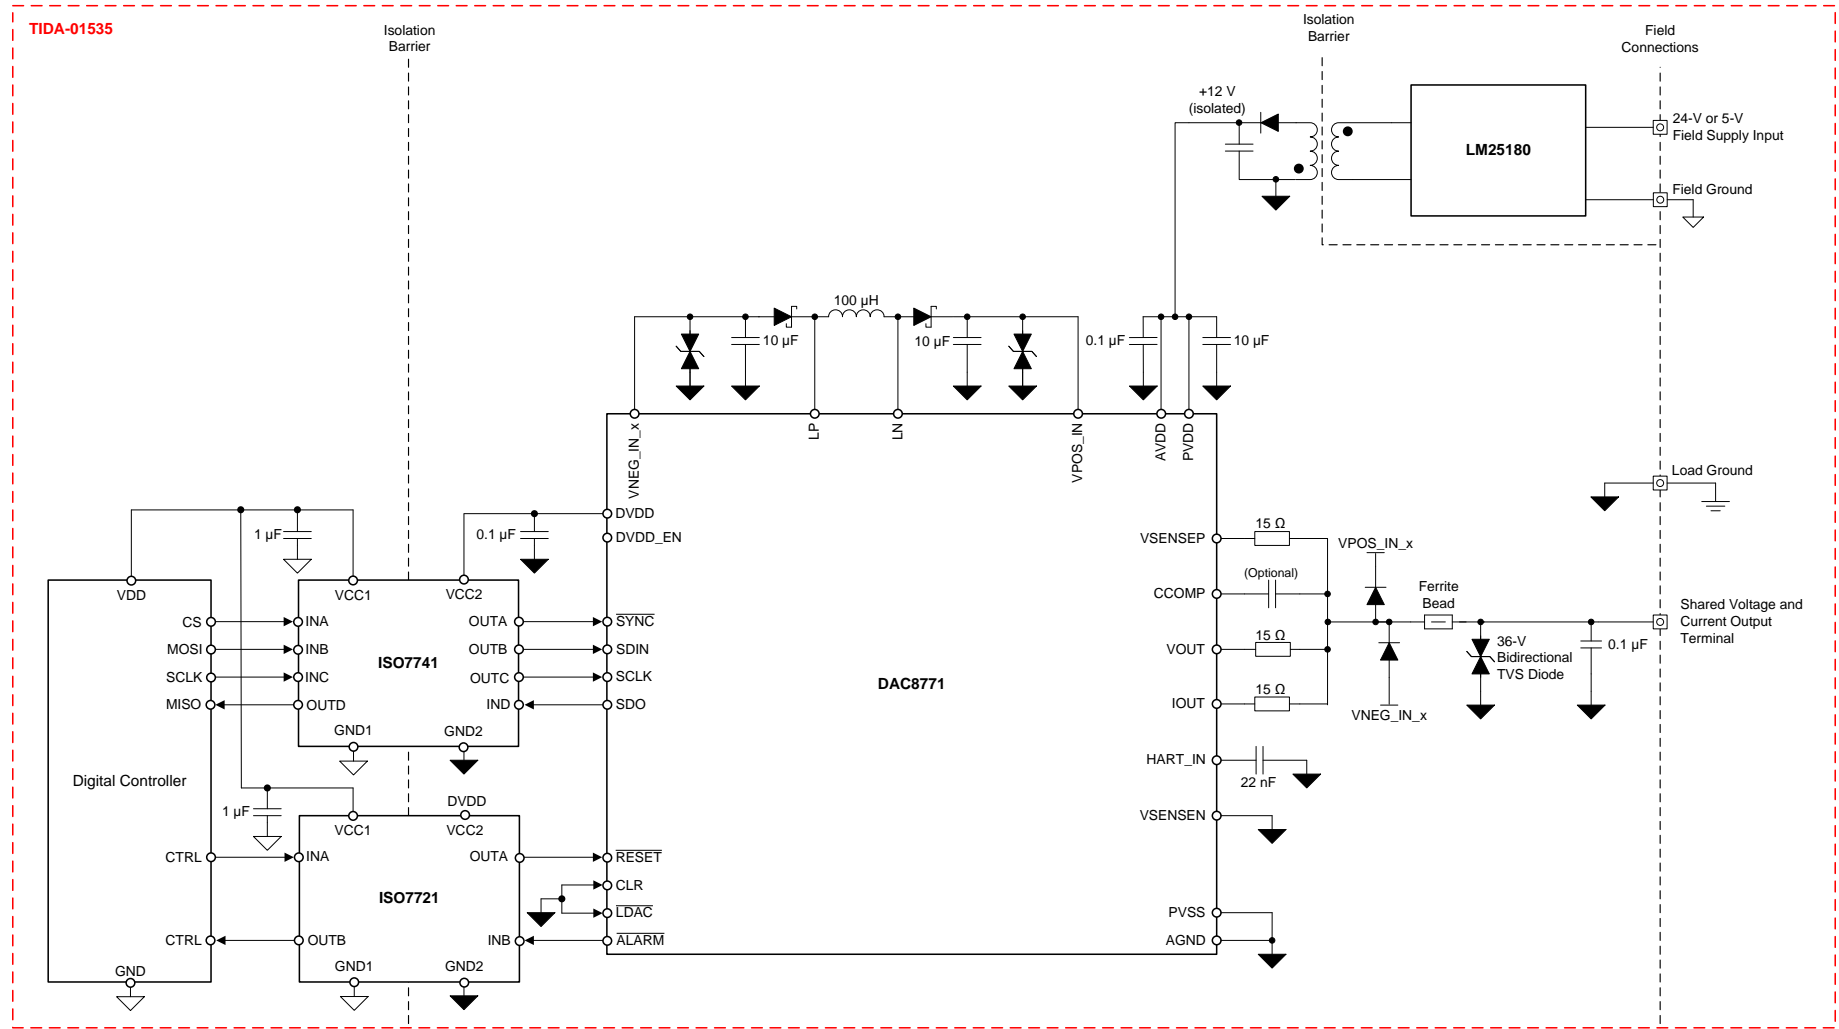 TIDA-01535
Isolation
Barrier
Isolation
Barrier
Field
Connections
+12 V
(isolated)
LM25180
24-V or 5-V
Field Supply Input
Field Ground
100 µH
10 µF
10 µF
0.1 µF
10 µF
VNEG_IN_x
LP
LN
VPOS_IN
AVDD
PVDD
Load Ground
1 µF
0.1 µF
DVDD
DVDD_EN
VSENSEP
15 Ω
VPOS_IN_x
(Optional)
CCOMP
Ferrite
Bead
Shared Voltage and
Current Output
Terminal
VDD
VCC1
VCC2
CS
INA
OUTA
SYNC
MOSI
INB
OUTB
SDIN
ISO7741
SCLK
INC
OUTC
SCLK
MISO
OUTD
IND
SDO
GND1
GND2
DAC8771
VOUT
15 Ω
36-V
Bidirectional
TVS Diode
0.1 µF
IOUT
15 Ω
VNEG_IN_x
HART_IN
22 nF
Digital Controller
1 µF
DVDD
VCC1
VCC2
VSENSEN
CTRL
INA
OUTA
RESET
ISO7721
CLR
LDAC
PVSS
CTRL
OUTB
INB
ALARM
AGND
GND
GND1
GND2